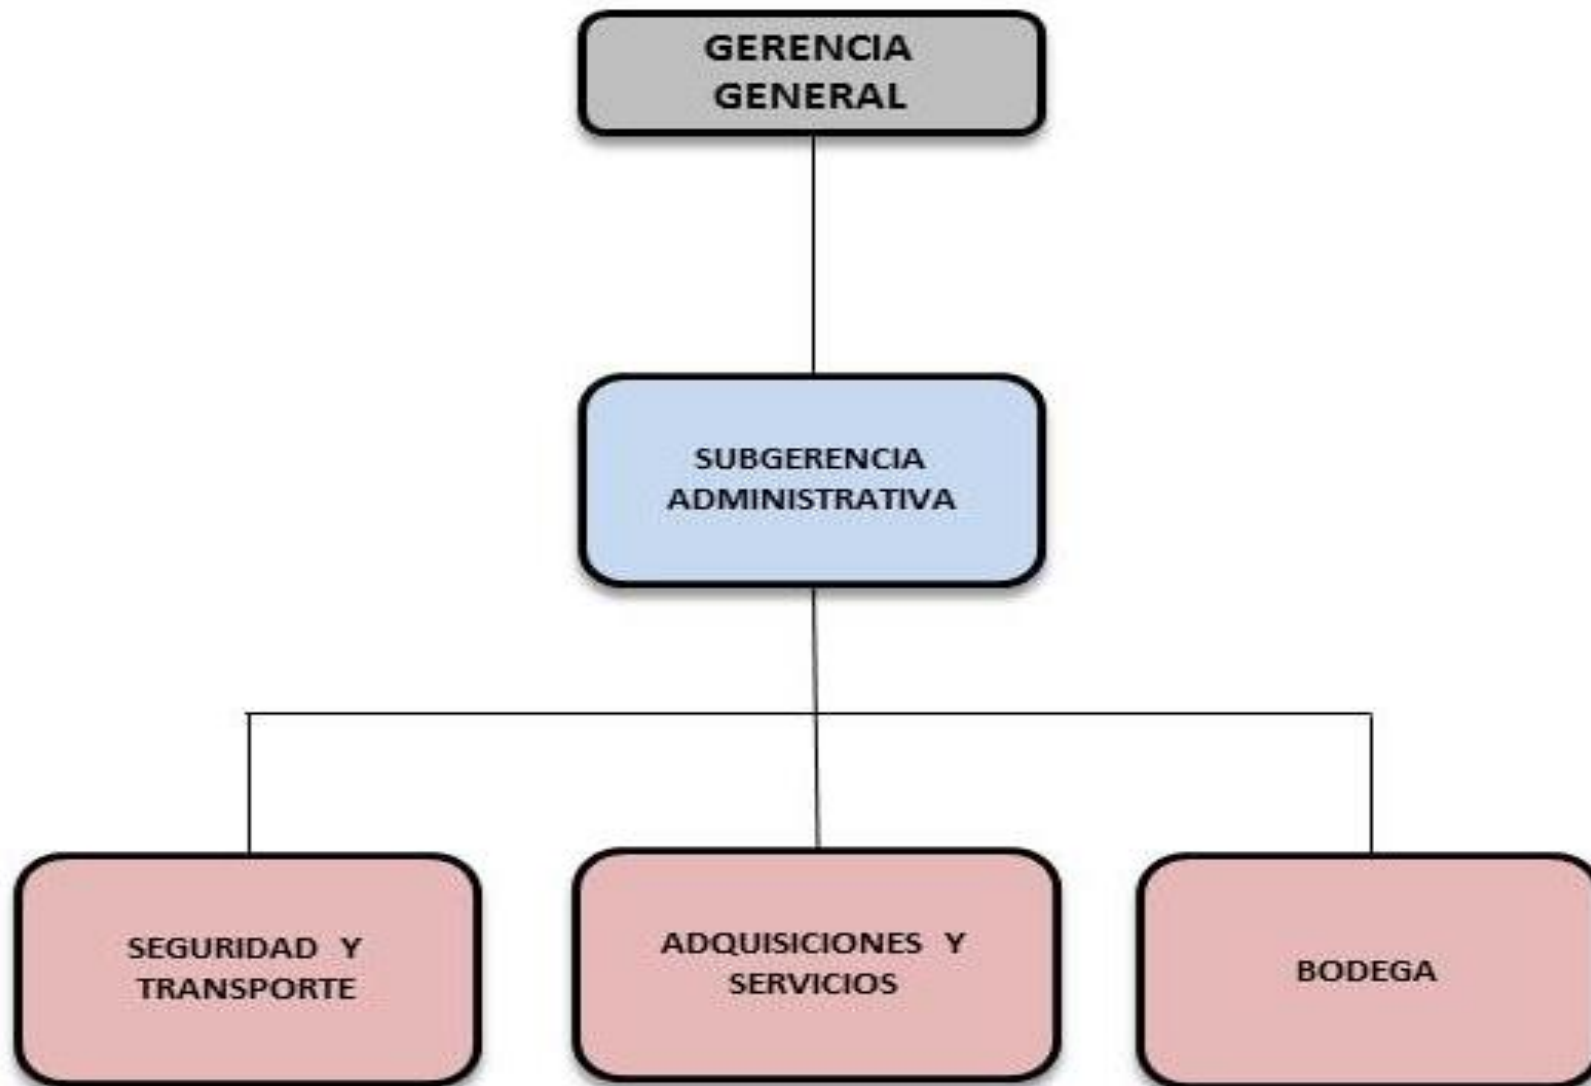 GERENCIA
GENERAL
SUBGERENCIA
ADMINISTRATIVA
SEGURIDAD Y
TRANSPORTE
ADQUISICIONES Y
SERVICIOS
BODEGA